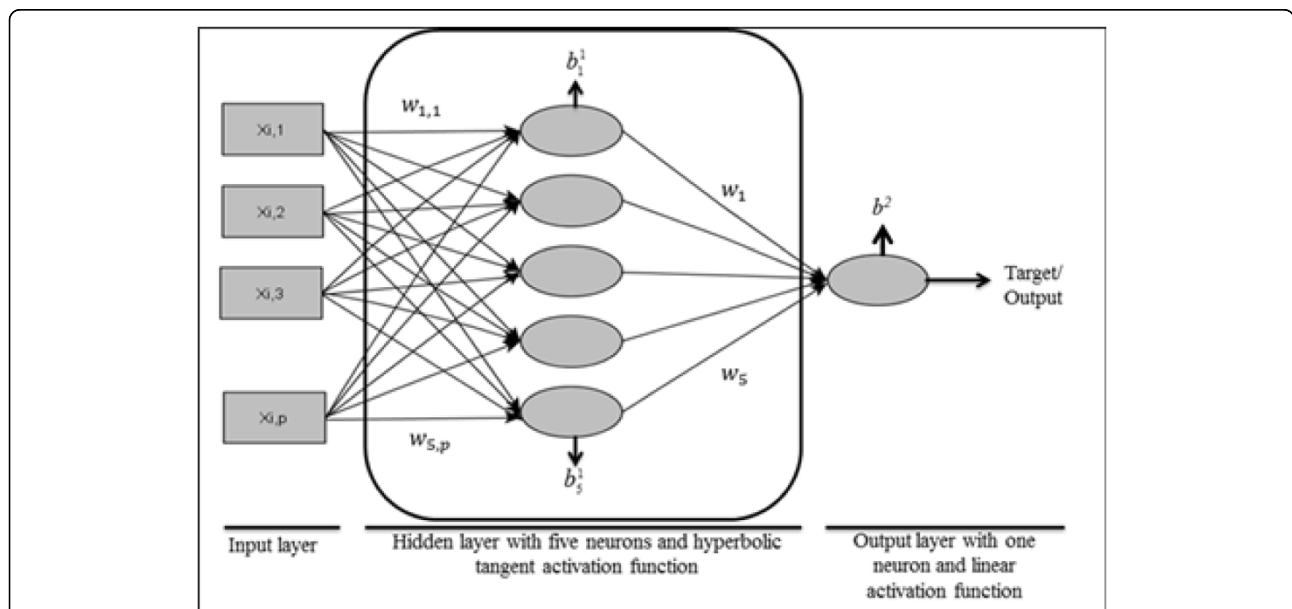 b₁¹
w₁,₁
Xi,1
Xi,2
w₁
b²
Xi,3
Target/
Output
w₅
Xi,p
w₅,ₚ
b₅¹
Input layer
Hidden layer with five neurons and hyperbolic
tangent activation function
Output layer with one
neuron and linear
activation function